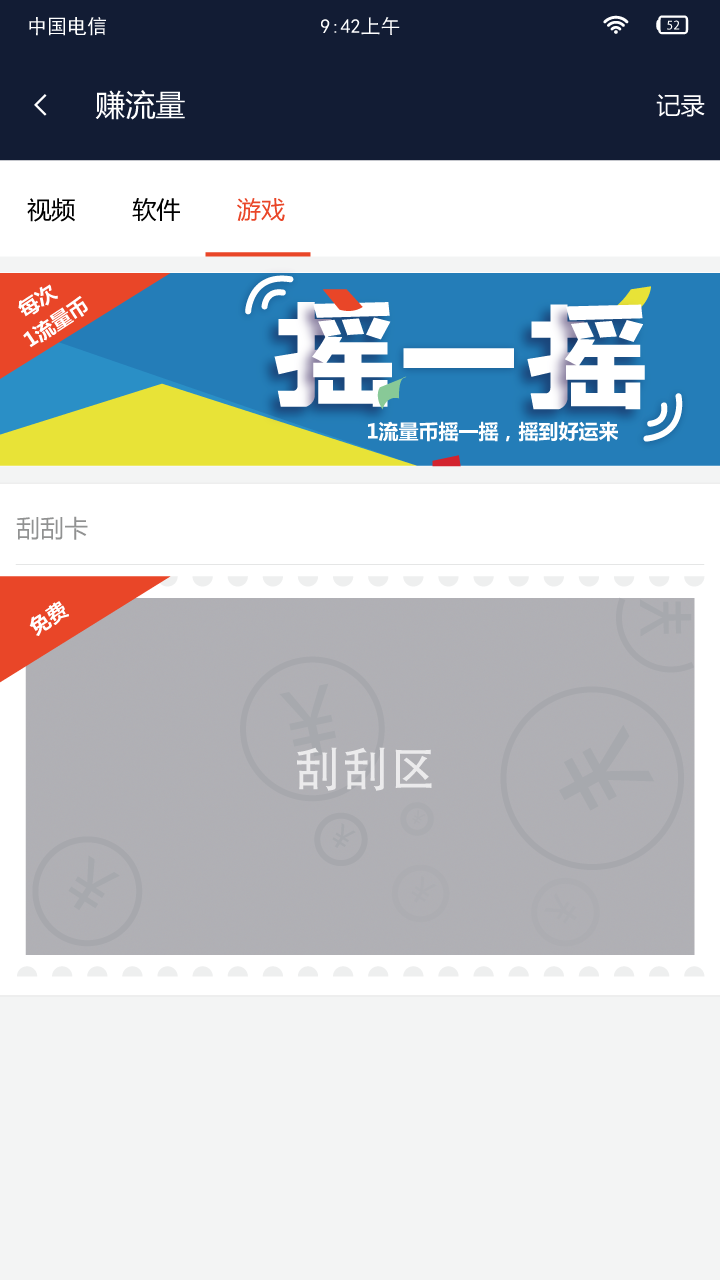 中国电信
9:42上午
52
赚流量
记录
视频
软件
游戏
每次
1流量币
摇一摇
1流量币摇一摇，摇到好运来
刮刮卡
免费
刮刮区